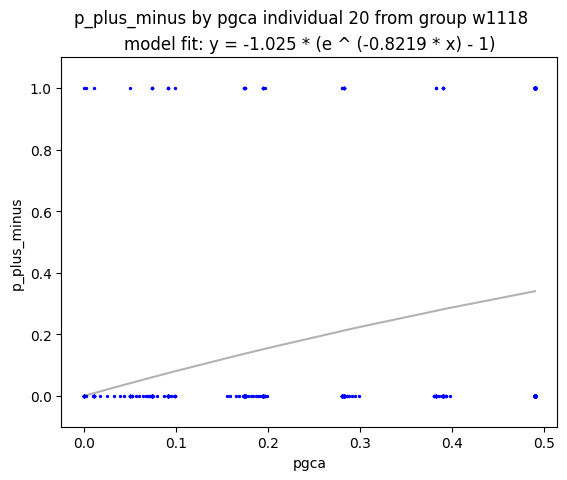 p_plus_minus by pgca individual 20 from group w1118
model fit: y = -1.025 * (e ^ (-0.8219 * x) - 1)
p_plus_minus
1.0
0.8
0.6
0.4
0.2
0.0
0.0 0.1 0.2 0.3 0.4 0.5
pgca